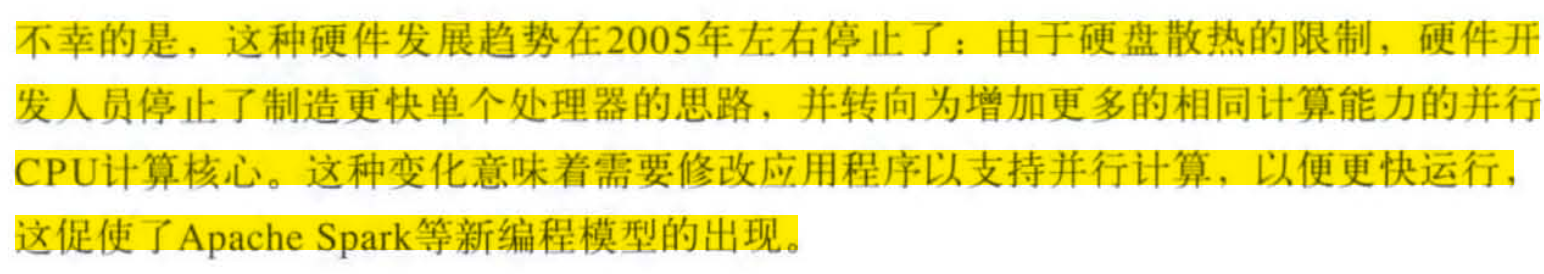 不幸的是，这种硬件发展趋势在2005年左右停止了：由于硬盘散热的限制，硬件开
发人员停止了制造更快单个处理器的思路，并转向为增加更多的相同计算能力的并行
CPU计算核心。这种变化意味着需要修改应用程序以支持并行计算，以便更快运行，
这促使了Apache Spark等新编程模型的出现。